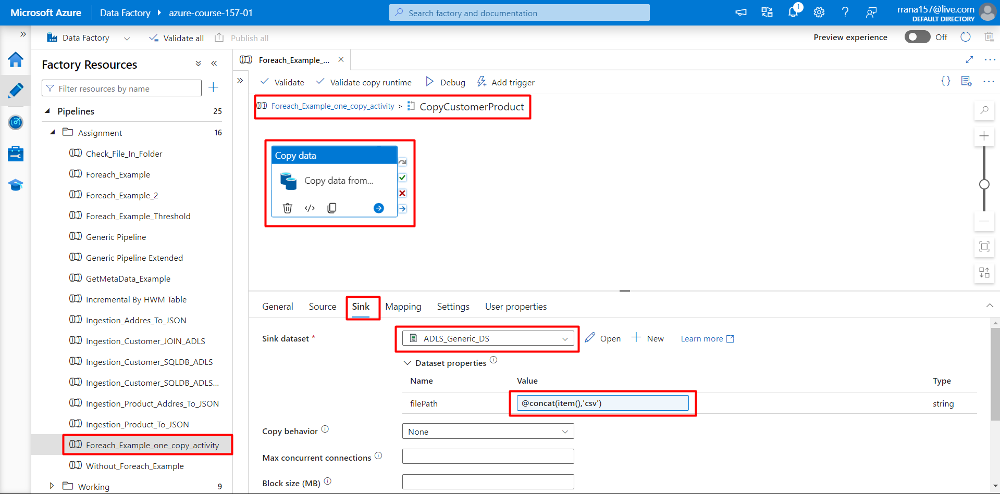 Microsoft Azure
Data Factory
azure-course-157-01
Search factory and documentation
1
rrana157@live.com
DEFAULT DIRECTORY
Data Factory
Validate all
Publish all
Preview experience
Off
Factory Resources
Filter resources by name
Pipelines 25
Assignment 16
Check_File_In_Folder
Foreach_Example
Foreach_Example_2
Foreach_Example_Threshold
Generic Pipeline
Generic Pipeline Extended
GetMetaData_Example
Incremental By HWM Table
Ingestion_Addres_To_JSON
Ingestion_Customer_JOIN_ADLS
Ingestion_Customer_SQLDB_ADLS
Ingestion_Customer_SQLDB_ADLS...
Ingestion_Product_Addres_To_JSON
Ingestion_Product_To_JSON
Foreach_Example_one_copy_activity
Without_Foreach_Example
Working 9
Foreach_Example_...
Validate
Validate copy runtime
Debug
Add trigger
Foreach_Example_one_copy_activity > CopyCustomerProduct
Copy data
Copy data from...
General
Source
Sink
Mapping
Settings
User properties
Sink dataset *
ADLS_Generic_DS
Open
New
Learn more
Dataset properties
Name Value Type
filePath @concat(item(),'csv') string
Copy behavior
None
Max concurrent connections
Block size (MB)